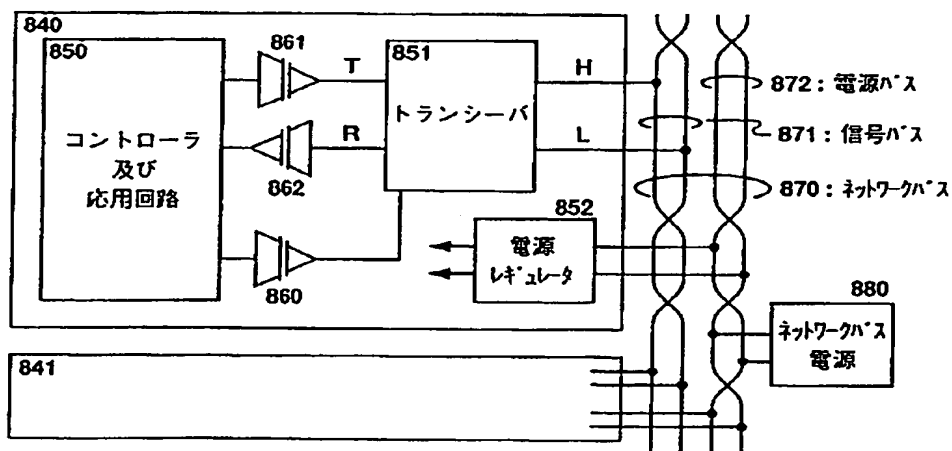 840
850
861
T
851
H
872：電源バス
コントローラ
及び
応用回路
トランシーバ
871：信号バス
R
L
862
870：ネットワークバス
852
860
電源
レギュレータ
880
ネットワークバス
電源
841